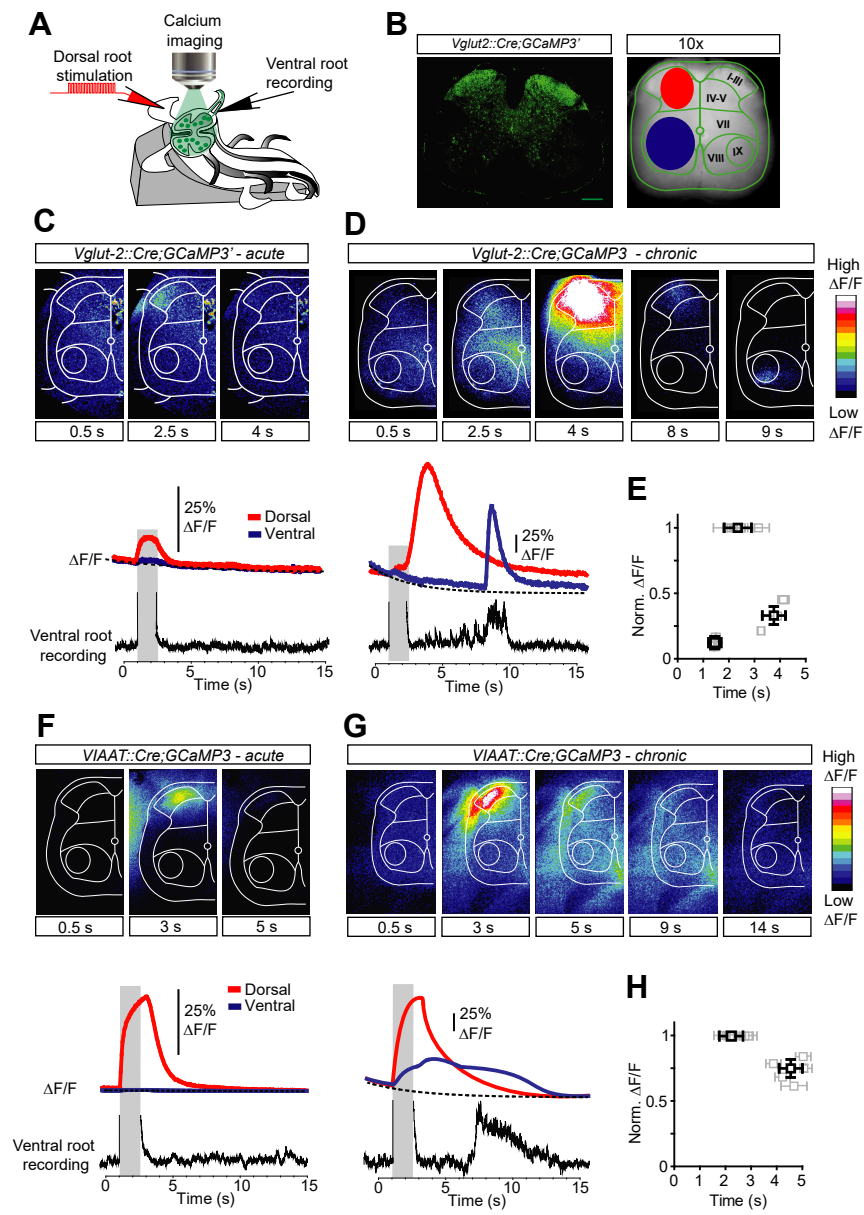 A
Calcium
imaging
Dorsal root
stimulation
Ventral root
recording
B
Vglut2::Cre;GCaMP3'
10x
I-III
IV-V
VII
VIII
IX
C
Vglut-2::Cre;GCaMP3' - acute
0.5 s
2.5 s
4 s
D
Vglut-2::Cre;GCaMP3 - chronic
0.5 s
2.5 s
4 s
8 s
9 s
High
ΔF/F
Low
ΔF/F
25%
ΔF/F
Dorsal
Ventral
ΔF/F
Ventral root
recording
0
5
10
15
Time (s)
25%
ΔF/F
0
5
10
15
Time (s)
E
Norm. ΔF/F
1
0.5
0
0
1
2
3
4
5
Time (s)
F
VIAAT::Cre;GCaMP3 - acute
0.5 s
3 s
5 s
G
VIAAT::Cre;GCaMP3 - chronic
0.5 s
3 s
5 s
9 s
14 s
High
ΔF/F
Low
ΔF/F
Dorsal
Ventral
25%
ΔF/F
ΔF/F
Ventral root
recording
0
5
10
15
Time (s)
25%
ΔF/F
0
5
10
15
Time (s)
H
Norm. ΔF/F
1
0.5
0
0
1
2
3
4
5
Time (s)